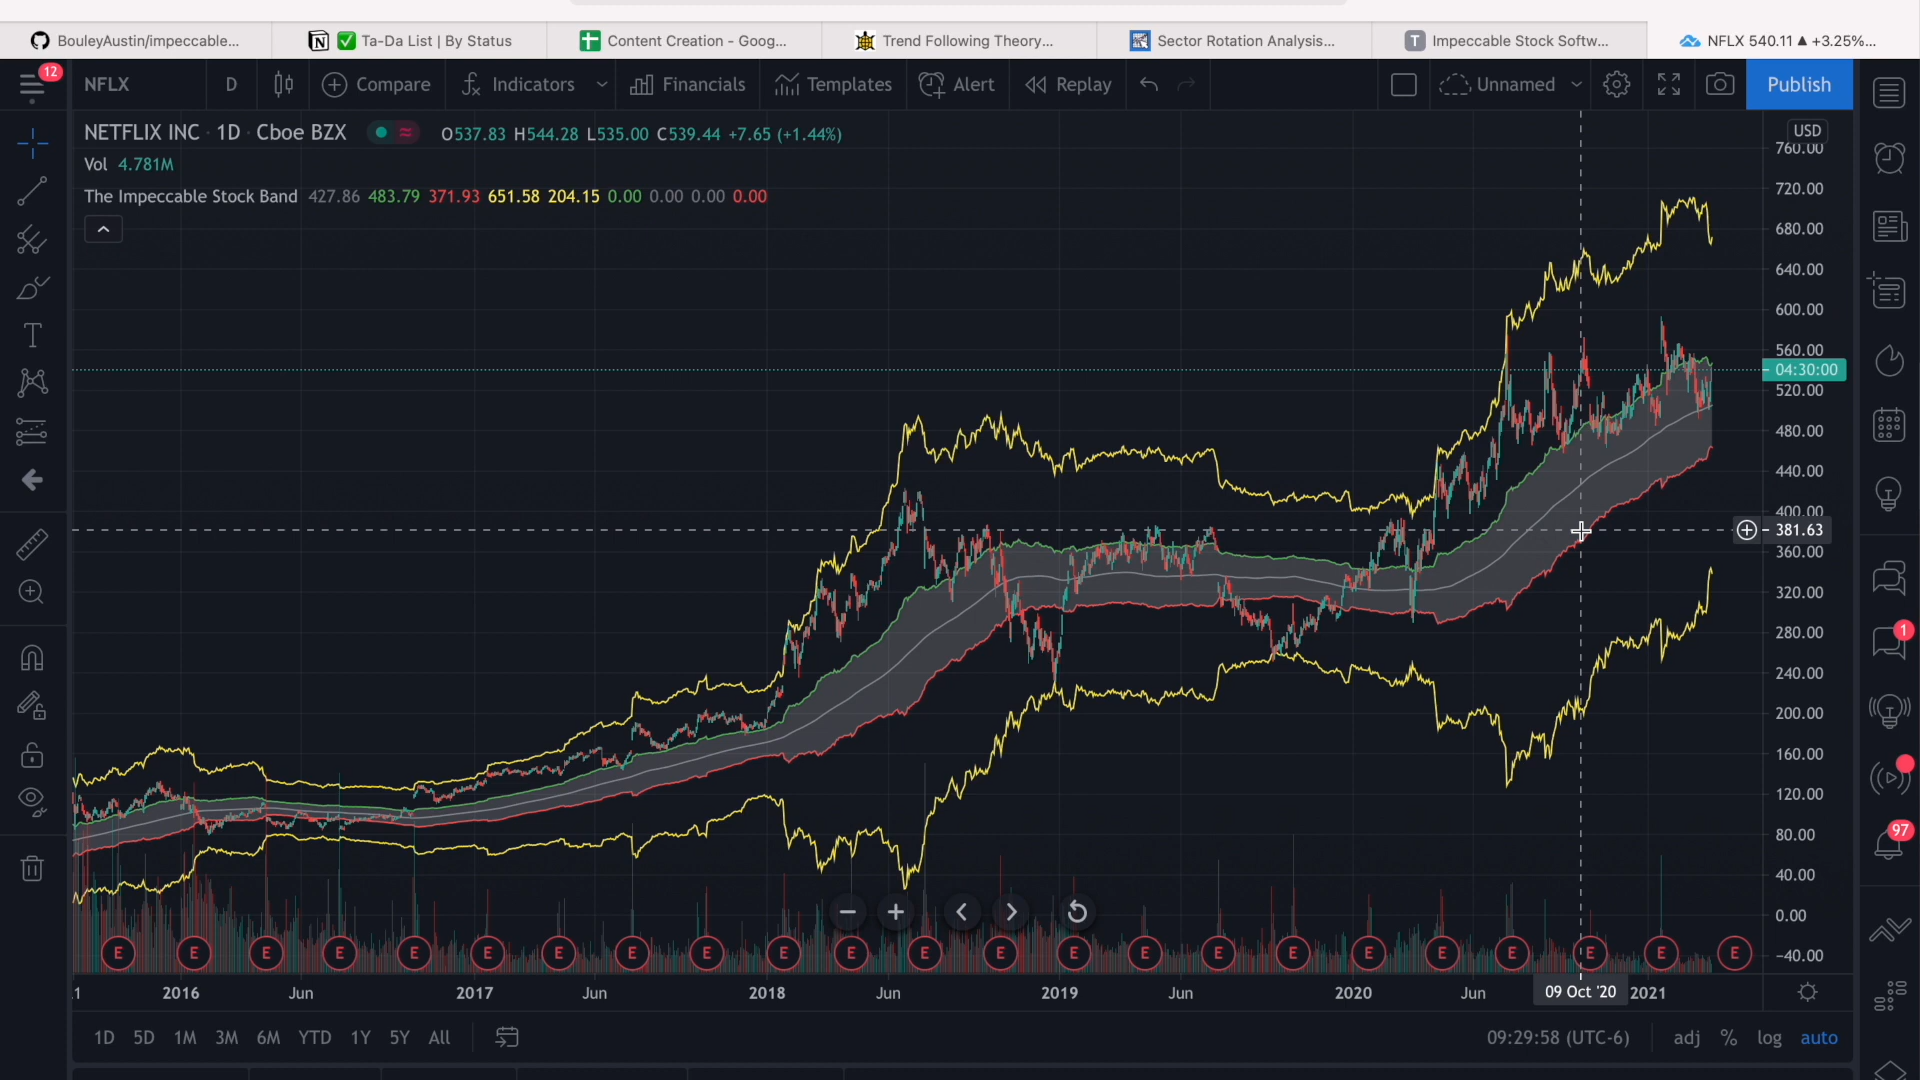 BouleyAustin/impeccable...
Ta-Da List | By Status
Content Creation - Goog...
Trend Following Theory...
Sector Rotation Analysis...
T Impeccable Stock Softw...
NFLX 540.11 ▲ +3.25%...
12
NFLX D Compare Indicators Financials Templates Alert Replay Unnamed Publish
NETFLIX INC · 1D · Cboe BZX O537.83 H544.28 L535.00 C539.44 +7.65 (+1.44%)
Vol 4.781M
The Impeccable Stock Band 427.86 483.79 371.93 651.58 204.15 0.00 0.00 0.00 0.00
USD
760.00
720.00
680.00
640.00
600.00
560.00
04:30:00
520.00
480.00
440.00
400.00
381.63
360.00
320.00
280.00
240.00
200.00
160.00
120.00
80.00
40.00
0.00
−40.00
1
97
E E E E E E E E E E E E E E E E E E E E E E E
2016 Jun 2017 Jun 2018 Jun 2019 Jun 2020 Jun 09 Oct '20 2021
1D 5D 1M 3M 6M YTD 1Y 5Y All 09:29:58 (UTC-6) adj % log auto